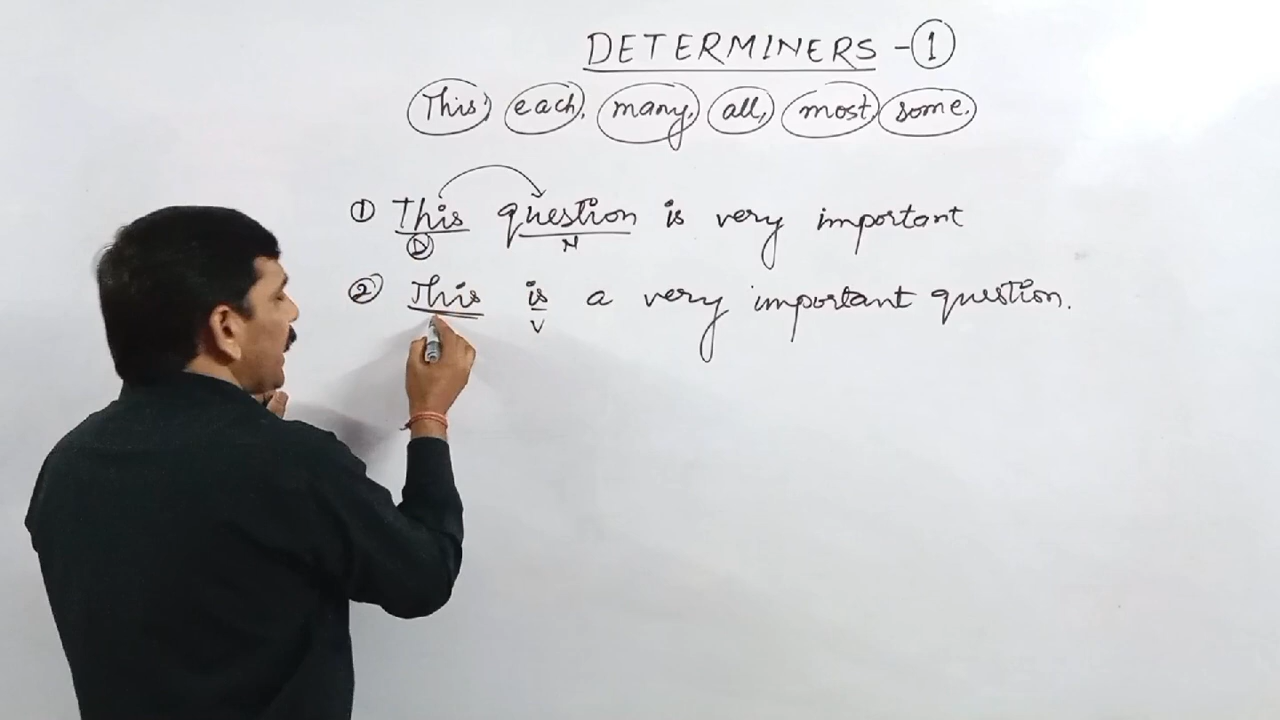 DETERMINERS - ①
This, each, many, all, most, some.
① This question is very important
D N
② This is a very important question.
V